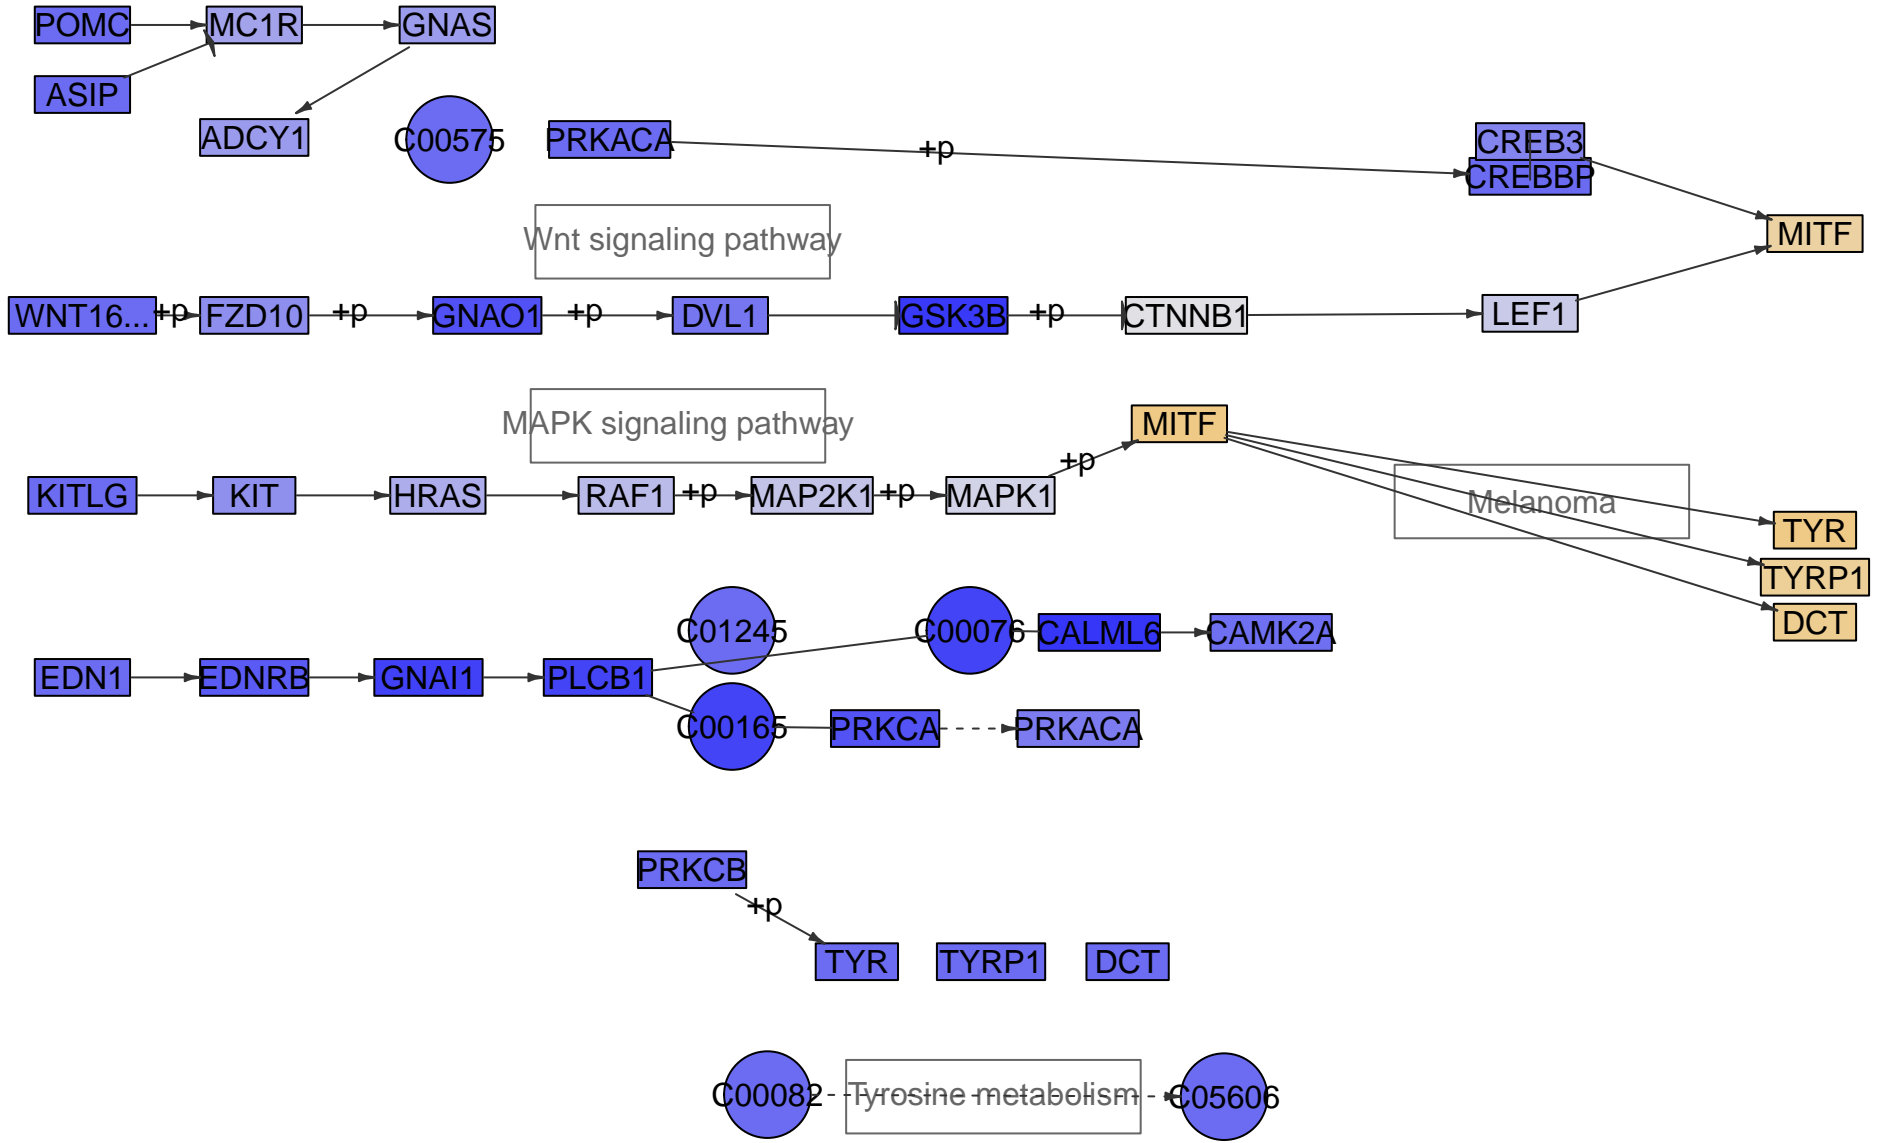 POMC
MC1R
GNAS
ASIP
ADCY1
C00575
PRKACA
+p
CREB3
CREBBP
Wnt signaling pathway
MITF
WNT16...
+p
FZD10
+p
GNAO1
+p
DVL1
GSK3B
+p
CTNNB1
LEF1
MAPK signaling pathway
MITF
+p
KITLG
KIT
HRAS
RAF1
+p
MAP2K1
+p
MAPK1
Melanoma
TYR
TYRP1
DCT
C01245
C00076
CALML6
CAMK2A
EDN1
EDNRB
GNAI1
PLCB1
C00165
PRKCA
PRKACA
PRKCB
+p
TYR
TYRP1
DCT
C00082
Tyrosine metabolism
C05606